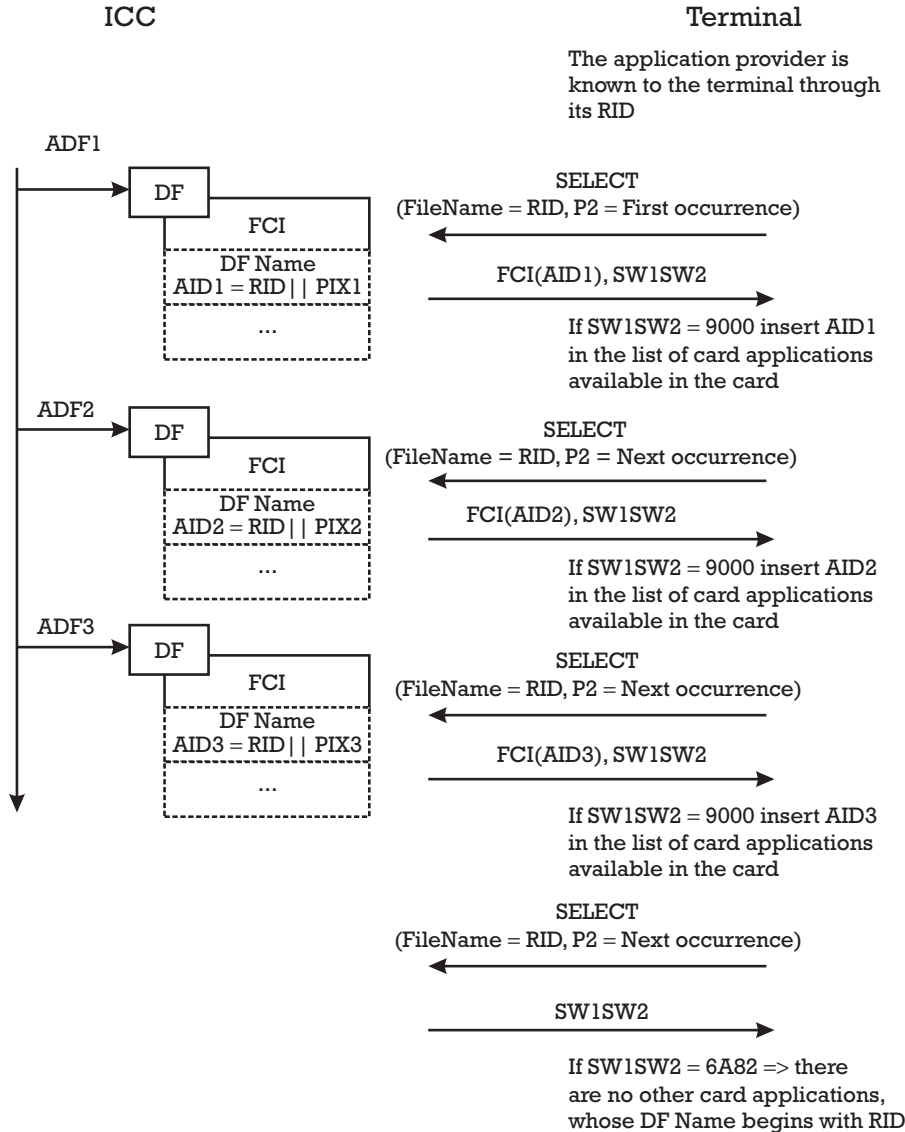 ICC
Terminal
The application provider is
known to the terminal through
its RID
ADF1
DF
FCI
DF Name
AID1 = RID|| PIX1
...
SELECT
(FileName = RID, P2 = First occurrence)
FCI(AID1), SW1SW2
If SW1SW2 = 9000 insert AID1
in the list of card applications
available in the card
ADF2
DF
FCI
DF Name
AID2 = RID|| PIX2
...
SELECT
(FileName = RID, P2 = Next occurrence)
FCI(AID2), SW1SW2
If SW1SW2 = 9000 insert AID2
in the list of card applications
available in the card
ADF3
DF
FCI
DF Name
AID3 = RID|| PIX3
...
SELECT
(FileName = RID, P2 = Next occurrence)
FCI(AID3), SW1SW2
If SW1SW2 = 9000 insert AID3
in the list of card applications
available in the card
SELECT
(FileName = RID, P2 = Next occurrence)
SW1SW2
If SW1SW2 = 6A82 => there
are no other card applications,
whose DF Name begins with RID